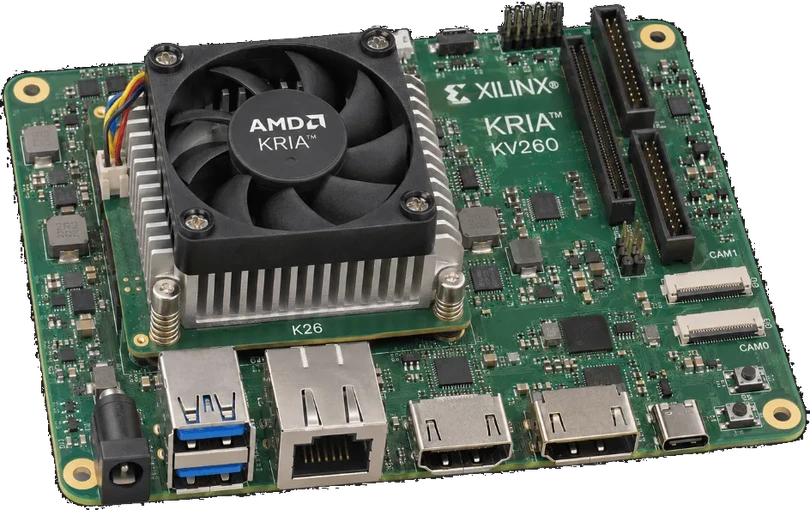 AMD
KRIA™
XILINX®
KRIA™
KV260
K26
CAM1
CAM0